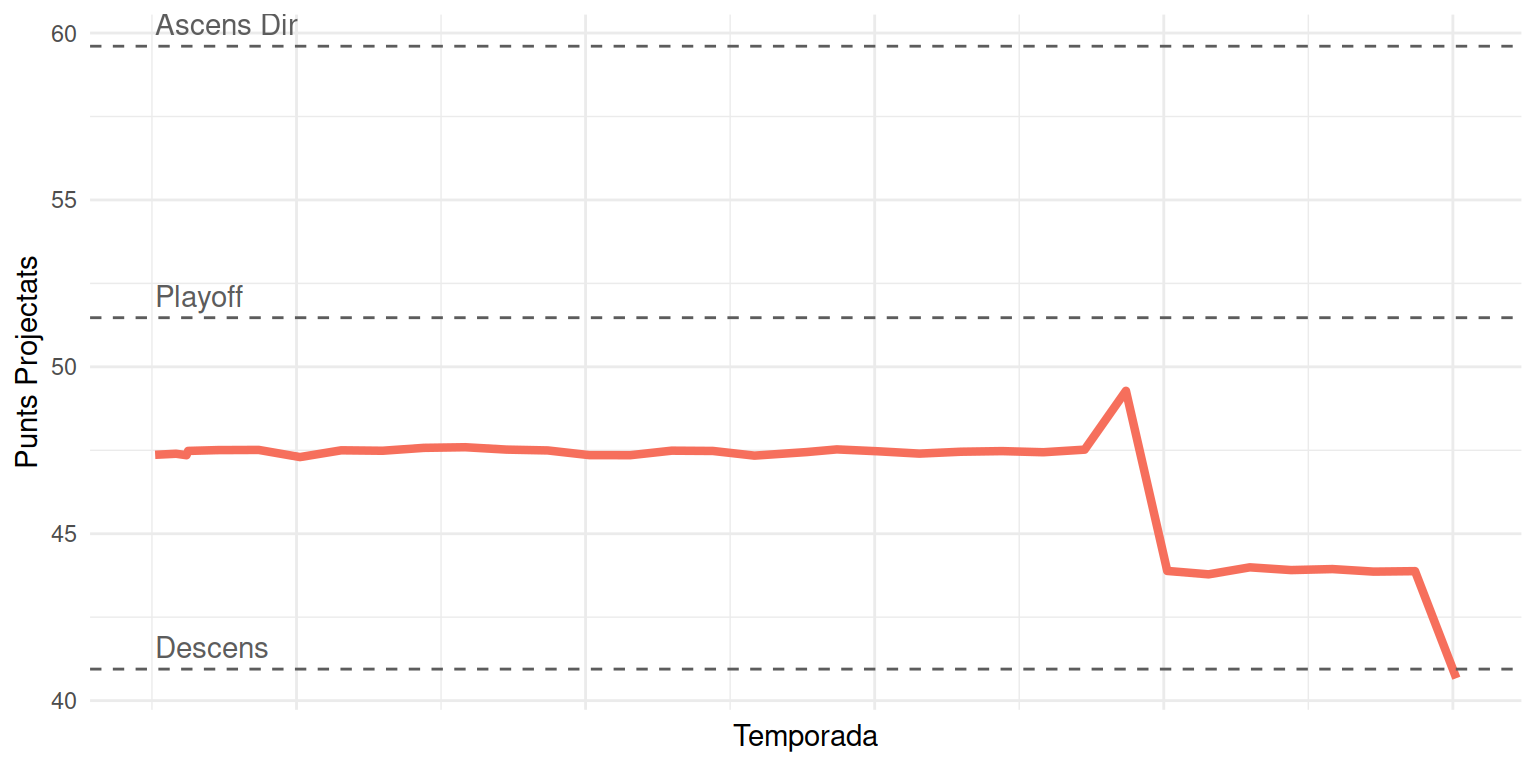 Ascens Dir
60
55
Playoff
50
45
Descens
40
Punts Projectats
Temporada